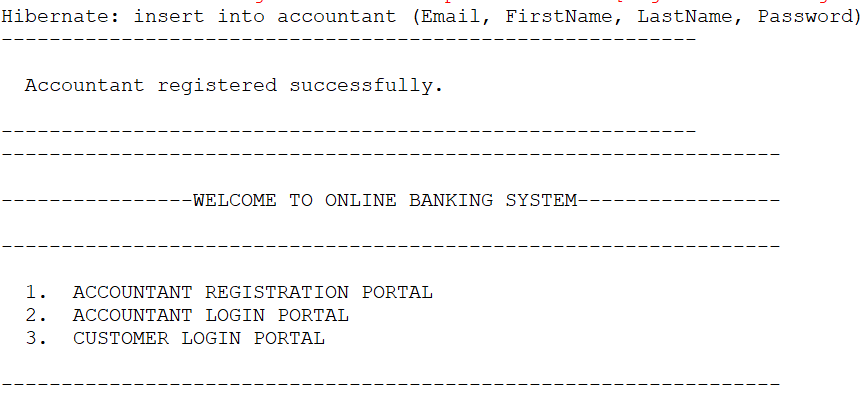 Hibernate: insert into accountant (Email, FirstName, LastName, Password)
----------------------------------------------------------
Accountant registered successfully.
----------------------------------------------------------
-----------------------------------------------------------------
----------------WELCOME TO ONLINE BANKING SYSTEM-----------------
-----------------------------------------------------------------
1. ACCOUNTANT REGISTRATION PORTAL
2. ACCOUNTANT LOGIN PORTAL
3. CUSTOMER LOGIN PORTAL
-----------------------------------------------------------------